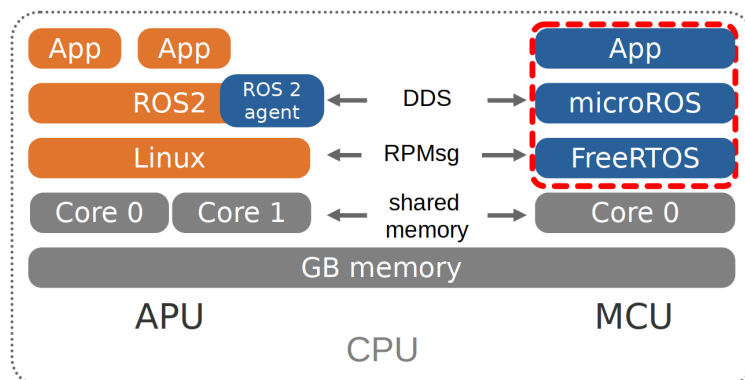 App App App
ROS2 ROS 2 agent DDS microROS
Linux RPMsg FreeRTOS
Core 0 Core 1 shared memory Core 0
GB memory
APU MCU
CPU